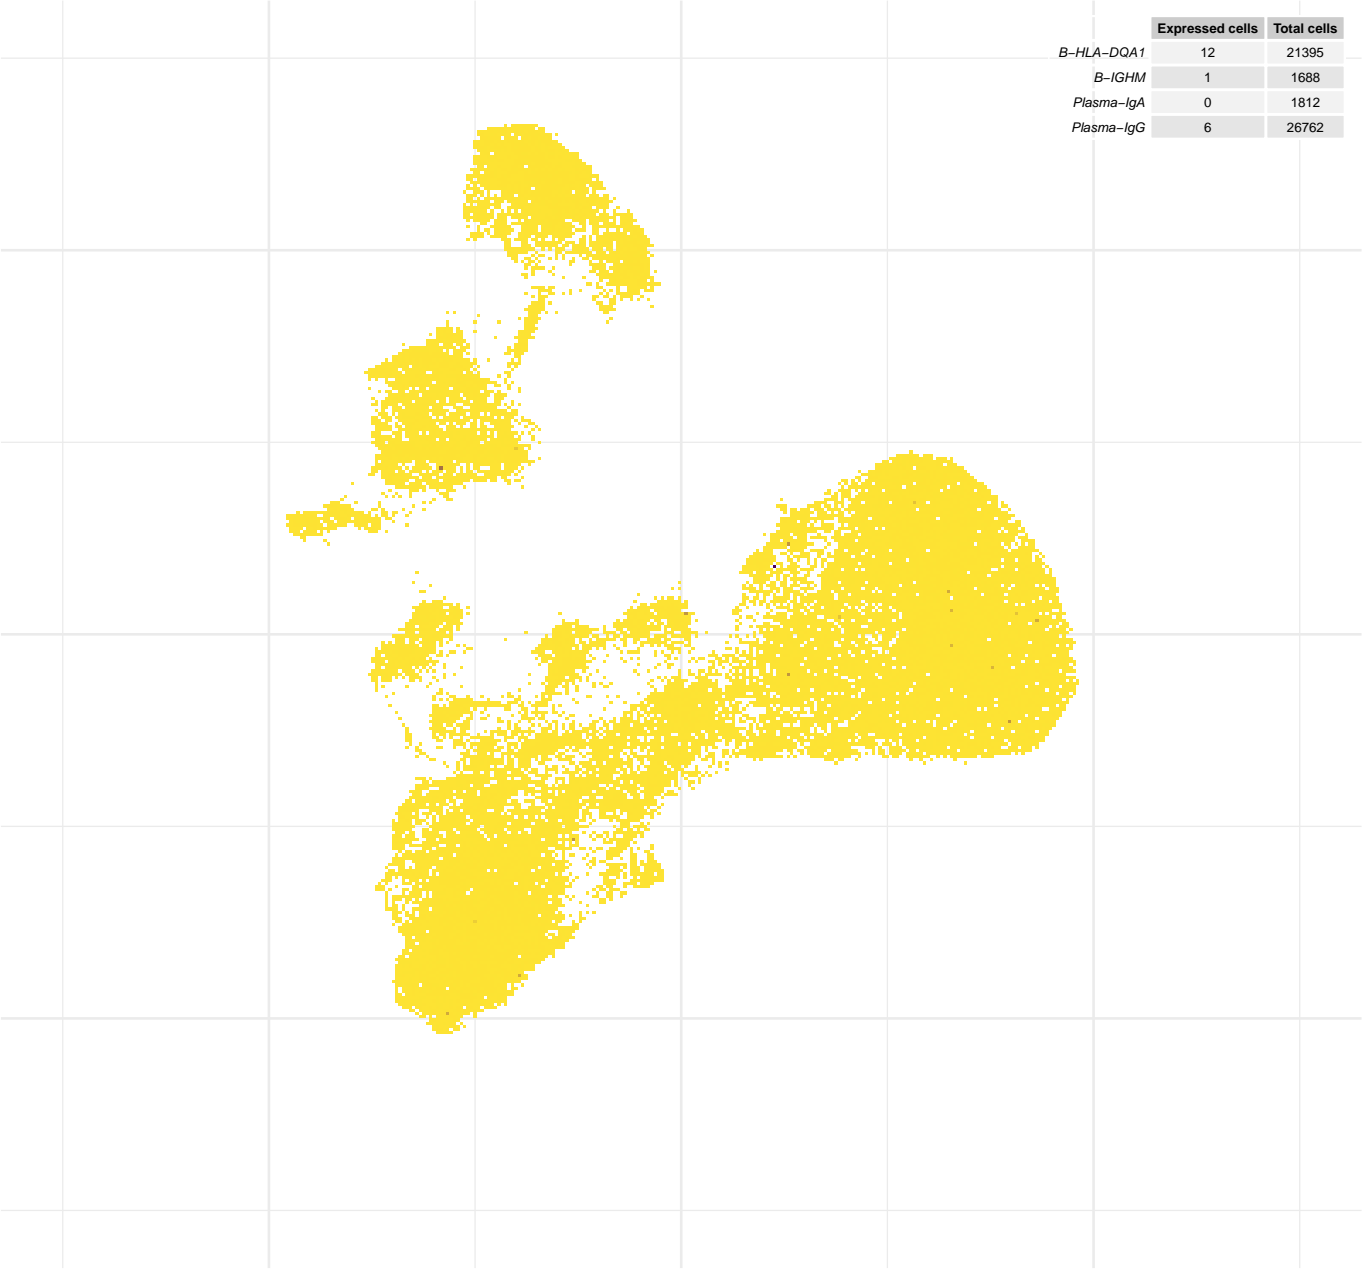 Expressed cells Total cells
B−HLA−DQA1 12 21395
B−IGHM 1 1688
Plasma−IgA 0 1812
Plasma−IgG 6 26762